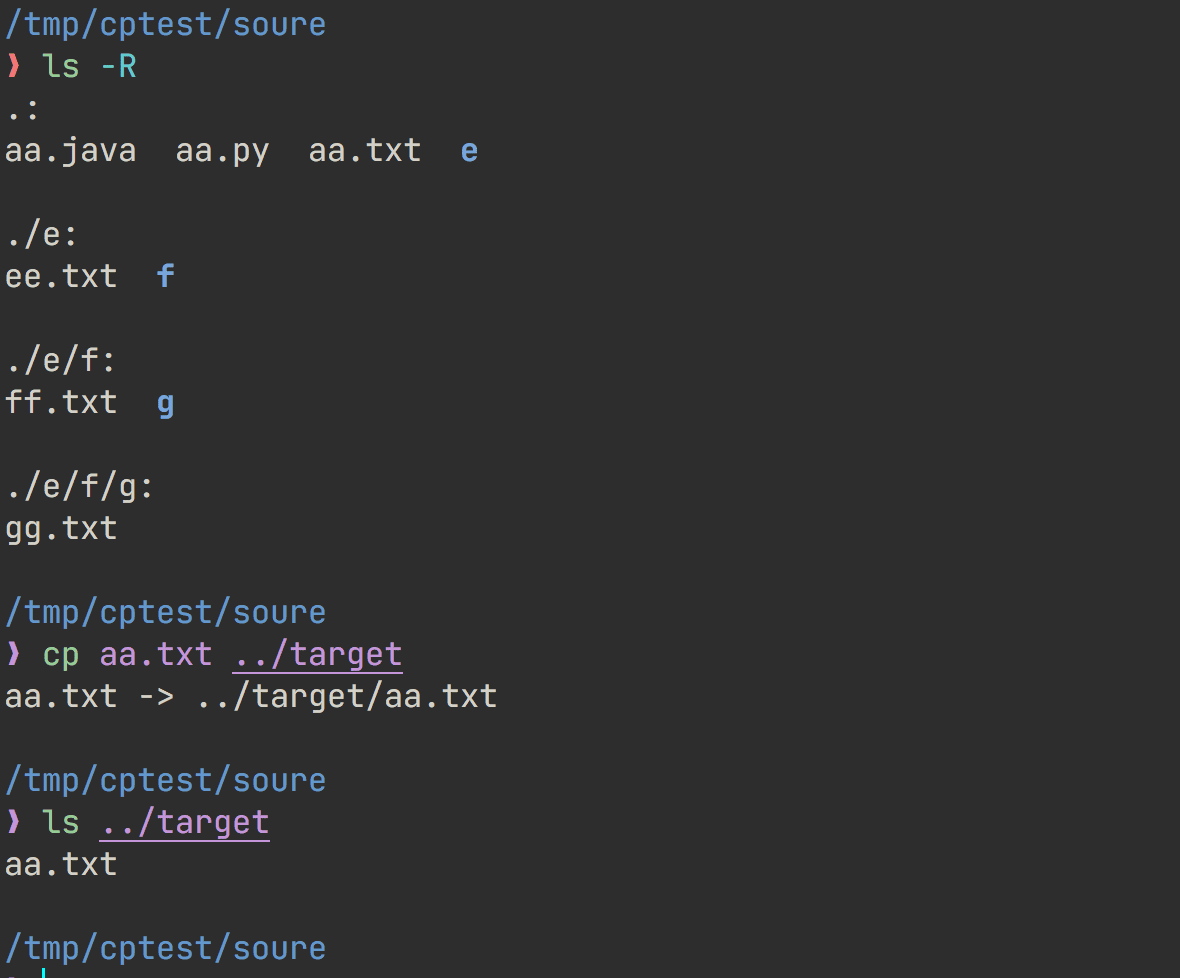 /tmp/cptest/soure
❯ ls -R
.:
aa.java  aa.py  aa.txt  e
./e:
ee.txt  f
./e/f:
ff.txt  g
./e/f/g:
gg.txt
/tmp/cptest/soure
❯ cp aa.txt ../target
aa.txt -> ../target/aa.txt
/tmp/cptest/soure
❯ ls ../target
aa.txt
/tmp/cptest/soure